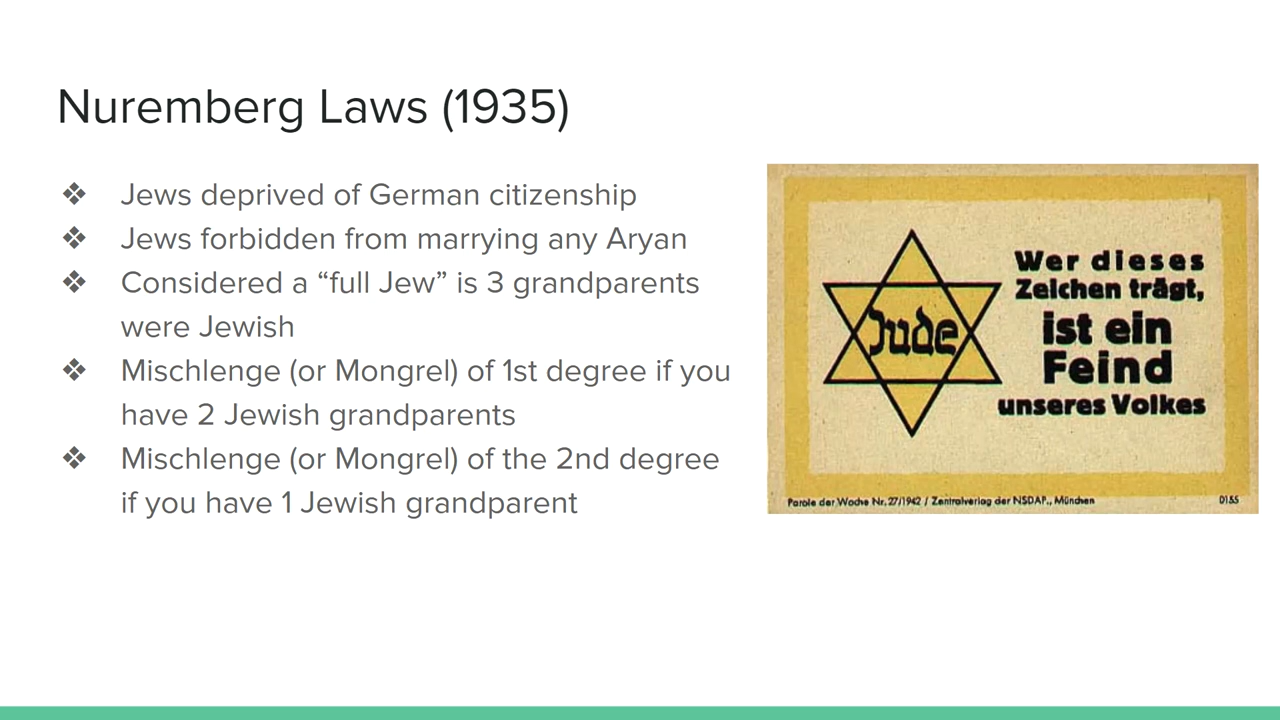 Nuremberg Laws (1935)
❖ Jews deprived of German citizenship
❖ Jews forbidden from marrying any Aryan
❖ Considered a “full Jew” is 3 grandparents
were Jewish
❖ Mischlenge (or Mongrel) of 1st degree if you
have 2 Jewish grandparents
❖ Mischlenge (or Mongrel) of the 2nd degree
if you have 1 Jewish grandparent
Jude
Wer dieses
Zeichen trägt,
ist ein
Feind
unseres Volkes
Parole der Woche Nr. 27/1942 / Zentralverlag der NSDAP., München
0155